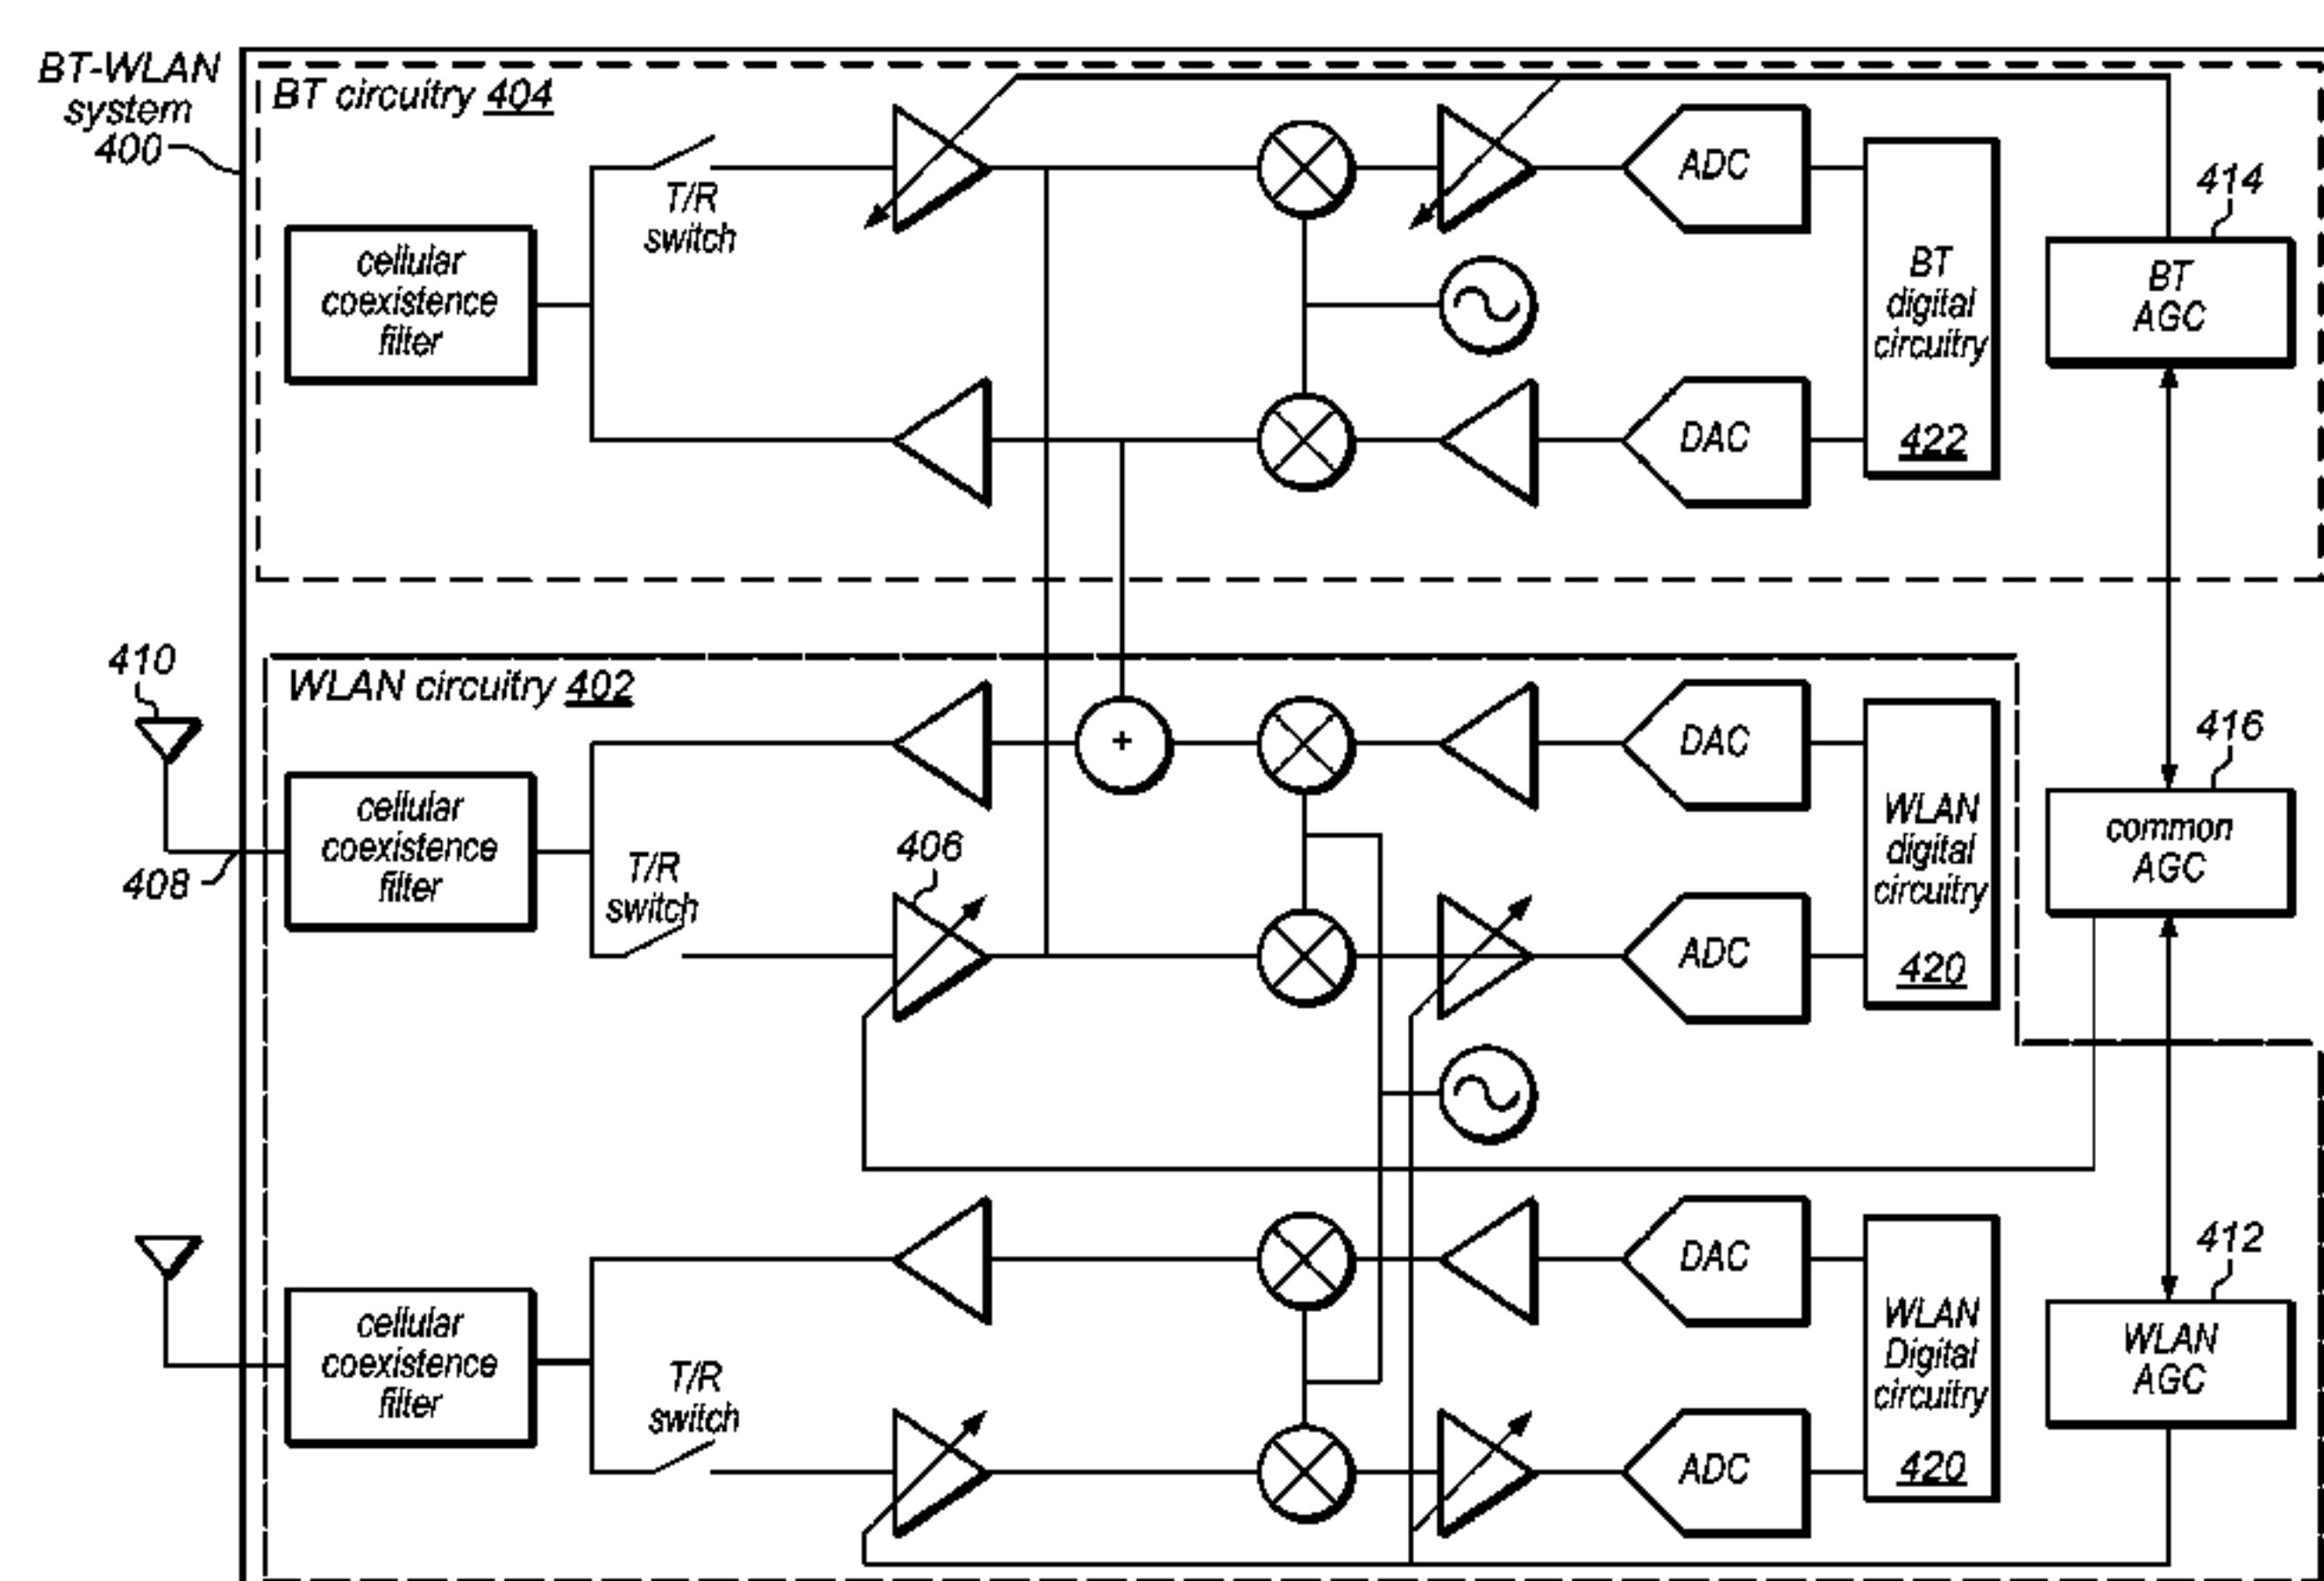 BT-WLAN
system
400
BT circuitry 404
T/R
switch
cellular
coexistence
filter
ADC
DAC
BT
digital
circuitry
422
414
BT
AGC
410
408
WLAN circuitry 402
cellular
coexistence
filter
T/R
switch
406
+
DAC
ADC
WLAN
digital
circuitry
420
416
common
AGC
cellular
coexistence
filter
T/R
switch
DAC
ADC
WLAN
Digital
circuitry
420
412
WLAN
AGC